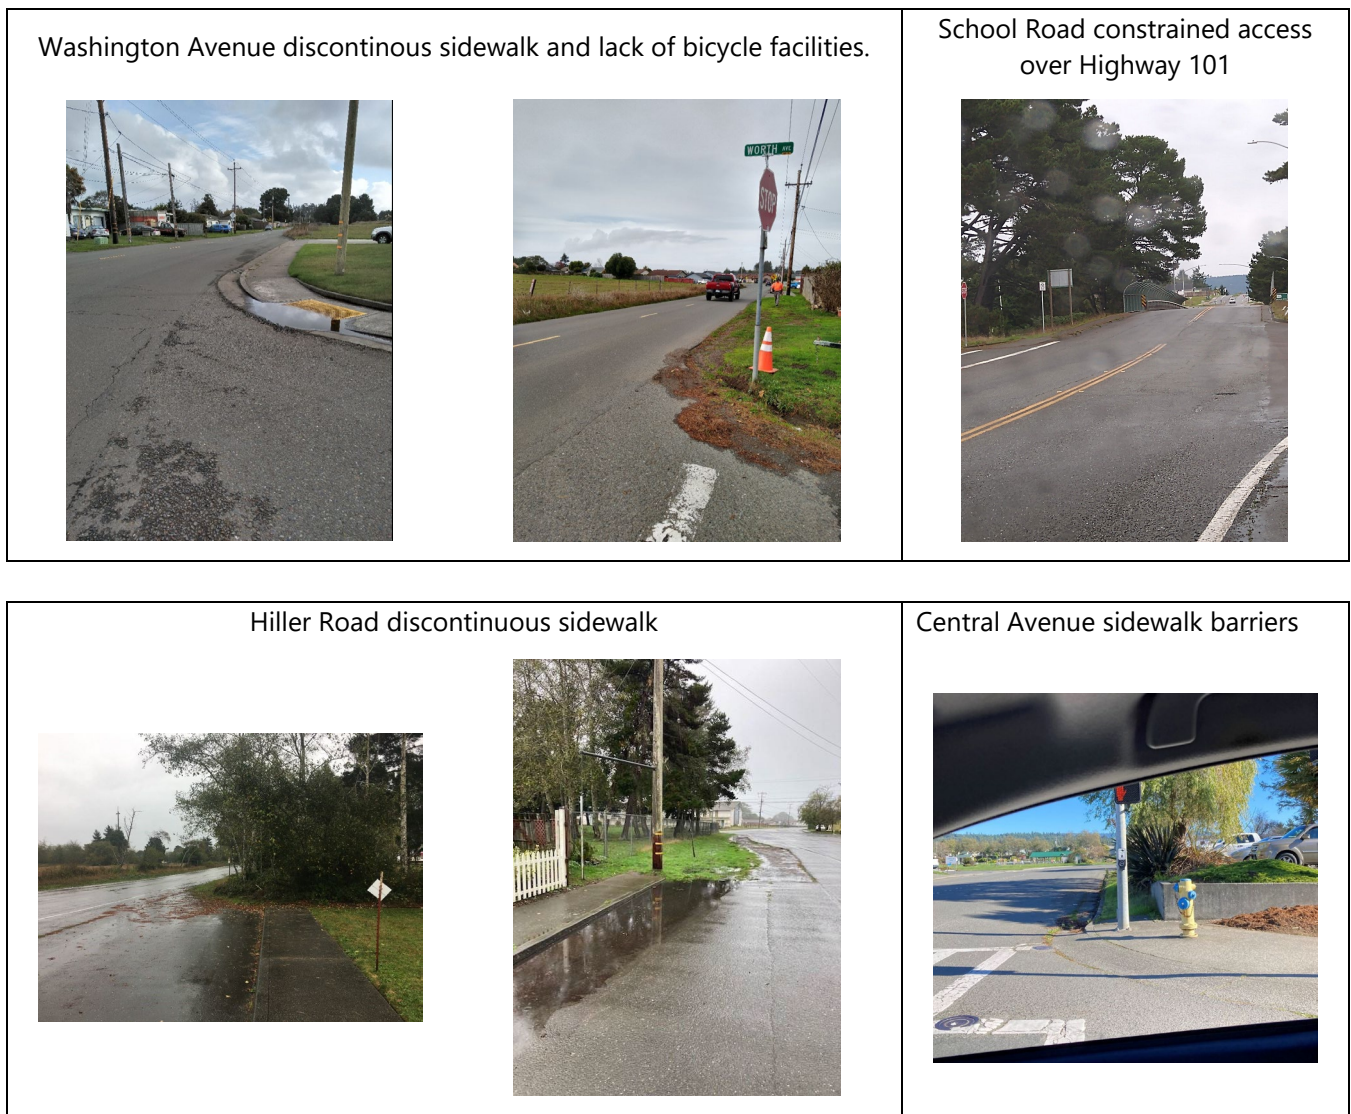 Washington Avenue discontinous sidewalk and lack of bicycle facilities.
School Road constrained access
over Highway 101
WORTH AVE
STOP
Hiller Road discontinuous sidewalk
Central Avenue sidewalk barriers